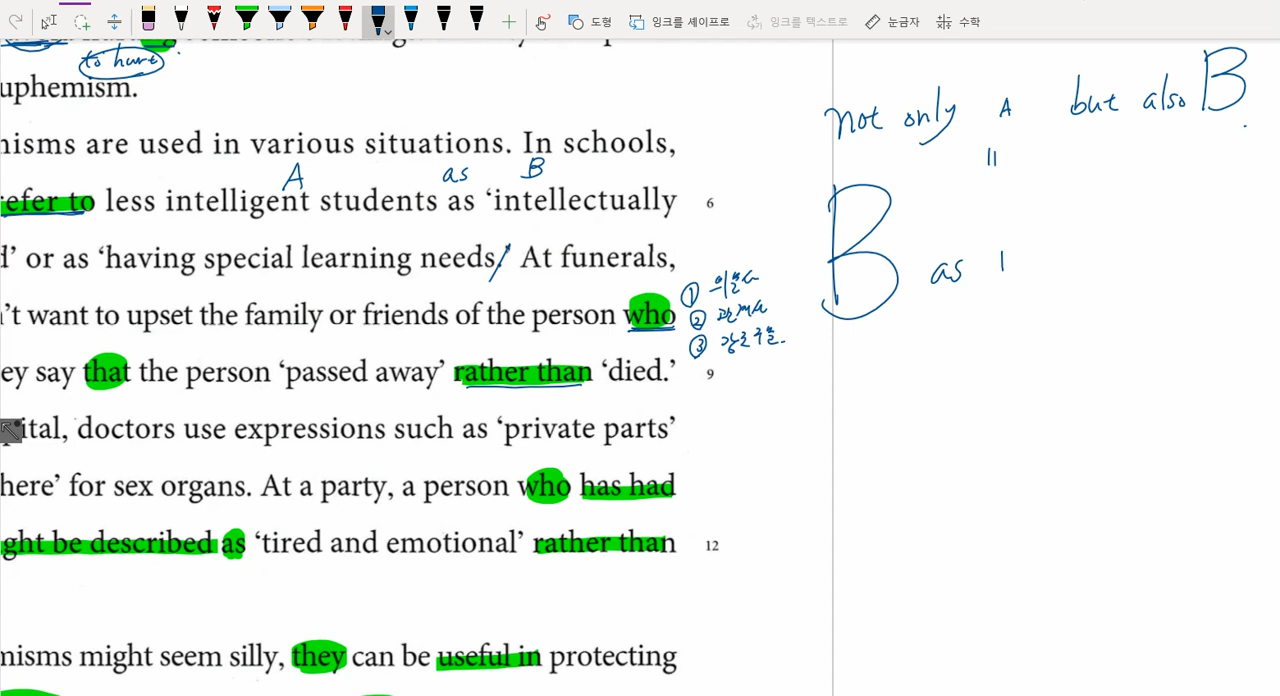 도형 잉크를 셰이프로 잉크를 텍스트로 눈금자 수학
to hurt
uphemism.
nisms are used in various situations. In schools,
A as B
efer to less intelligent students as ‘intellectually 6
d’ or as ‘having special learning needs.’ At funerals,
n’t want to upset the family or friends of the person who
ey say that the person ‘passed away’ rather than ‘died.’ 9
pital, doctors use expressions such as ‘private parts’
here’ for sex organs. At a party, a person who has had
ght be described as ‘tired and emotional’ rather than 12
nisms might seem silly, they can be useful in protecting
① 의문사
② 관계사
③ 강조구문.
not only A but also B.
B as